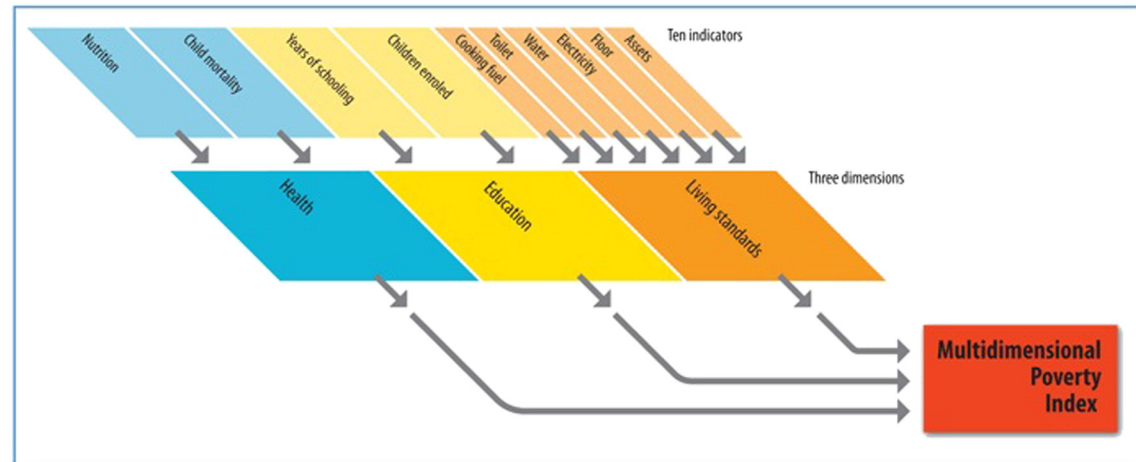 Nutrition
Child mortality
Years of schooling
Children enroled
Cooking fuel
Toilet
Water
Electricity
Floor
Assets
Ten indicators
Health
Education
Living standards
Three dimensions
Multidimensional
Poverty
Index